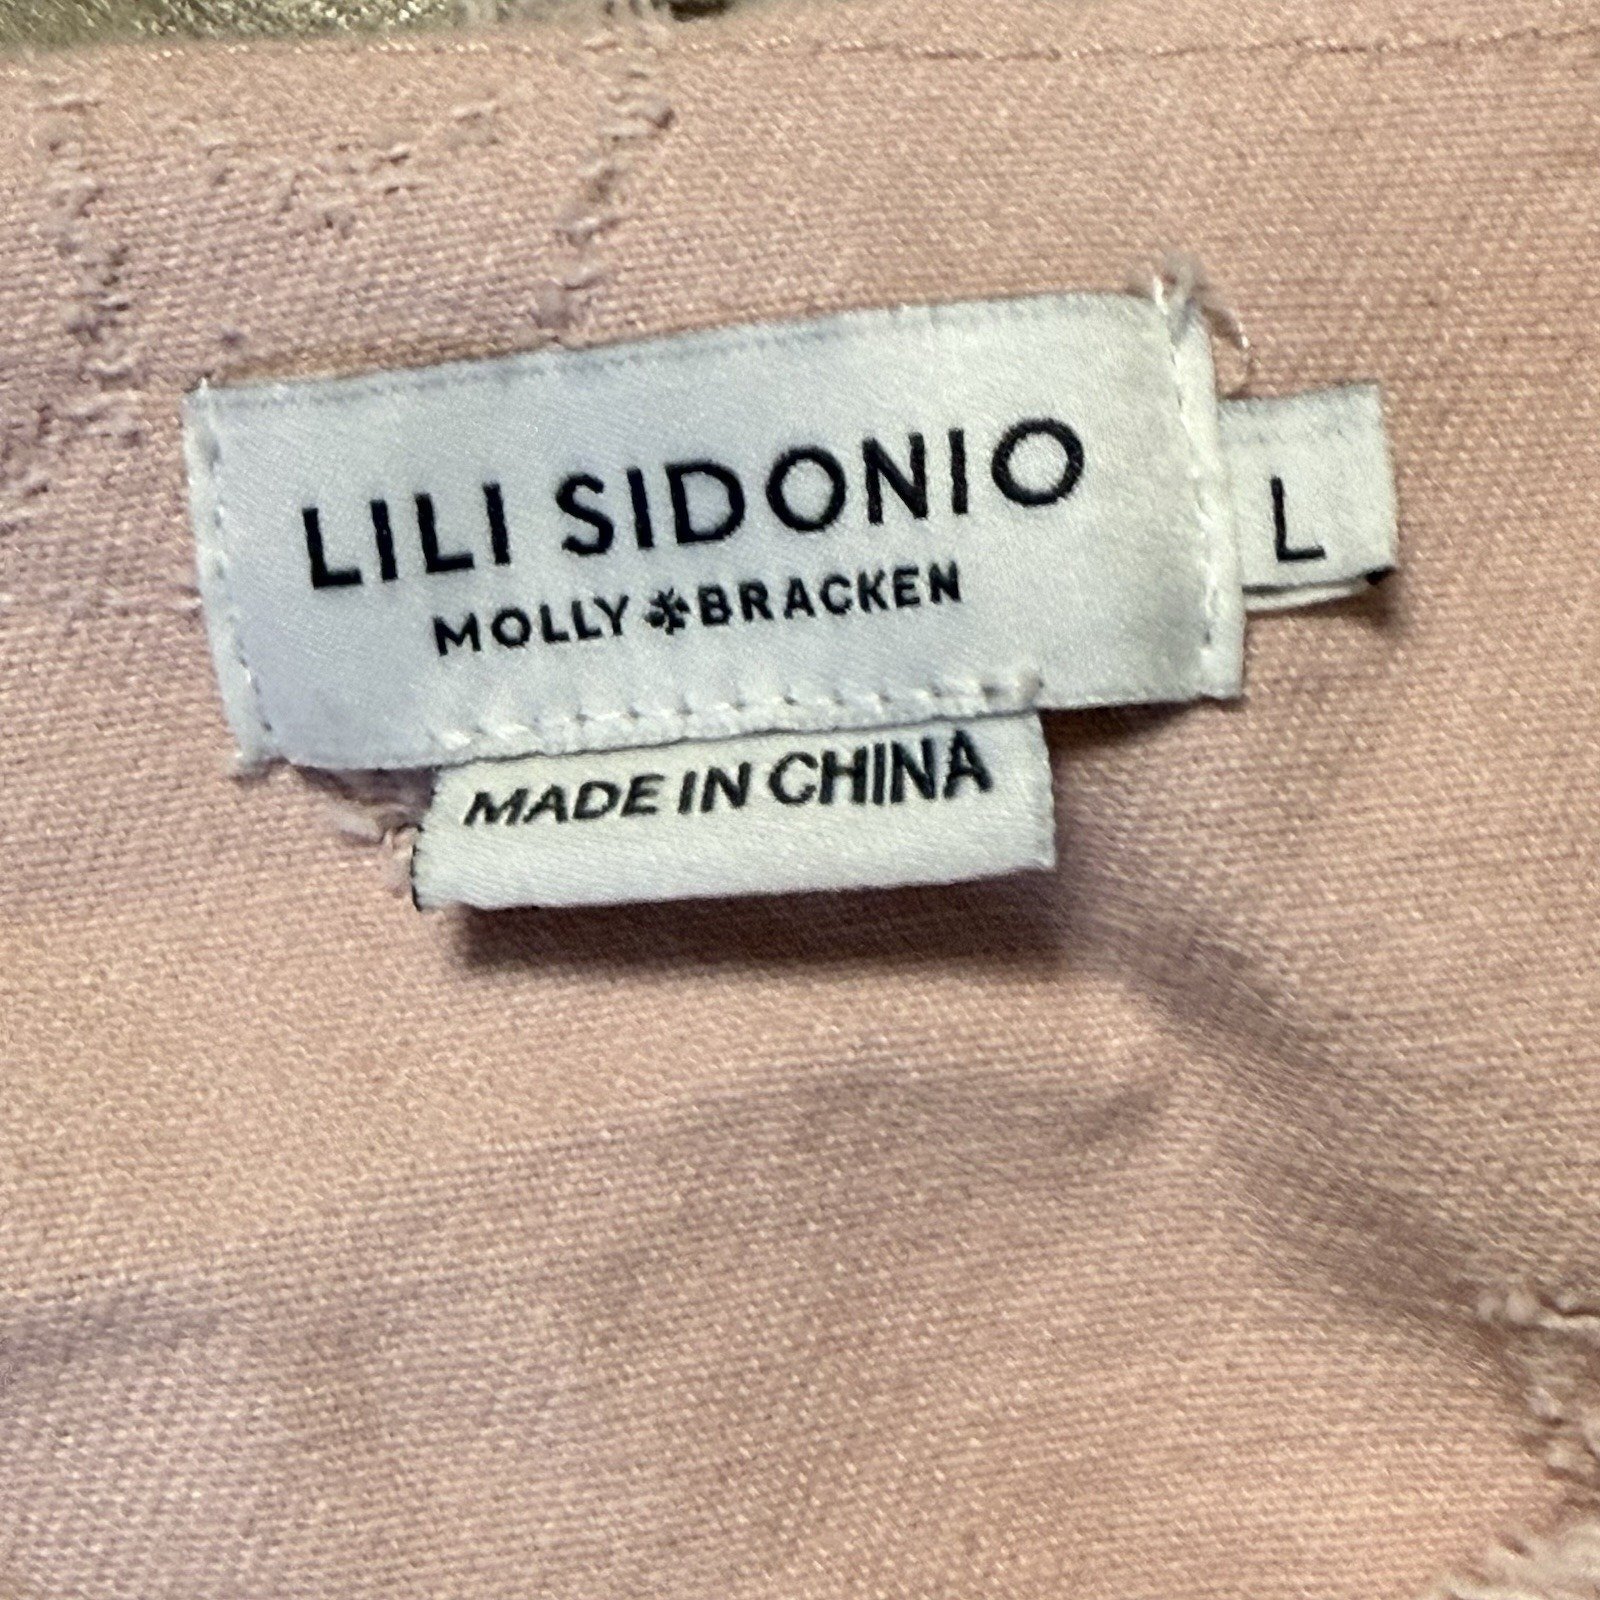 LILI SIDONIO
MOLLY BRACKEN
L
MADE IN CHINA